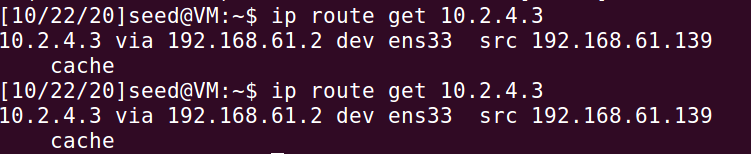 [10/22/20]seed@VM:~$ ip route get 10.2.4.3
10.2.4.3 via 192.168.61.2 dev ens33  src 192.168.61.139
    cache
[10/22/20]seed@VM:~$ ip route get 10.2.4.3
10.2.4.3 via 192.168.61.2 dev ens33  src 192.168.61.139
    cache